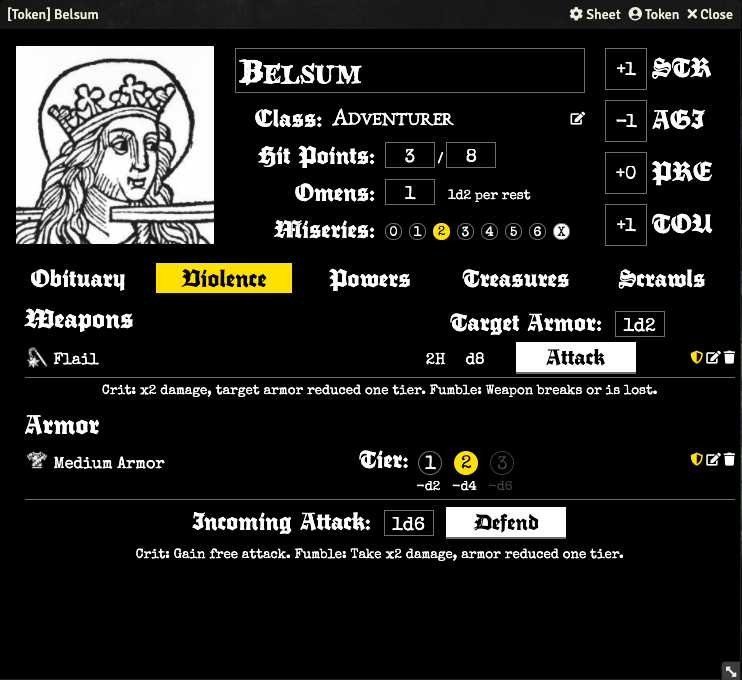 [Token] Belsum Sheet Token Close
Belsum
Class: Adventurer
Hit Points: 3 / 8
Omens: 1 1d2 per rest
Miseries: 0 1 2 3 4 5 6 X
+1 STR
-1 AGI
+0 PRE
+1 TOU
Obituary Violence Powers Treasures Scrawls
Weapons Target Armor: 1d2
Flail 2H d8 Attack
Crit: x2 damage, target armor reduced one tier. Fumble: Weapon breaks or is lost.
Armor
Medium Armor Tier: 1 2 3
-d2 -d4 -d6
Incoming Attack: 1d6 Defend
Crit: Gain free attack. Fumble: Take x2 damage, armor reduced one tier.